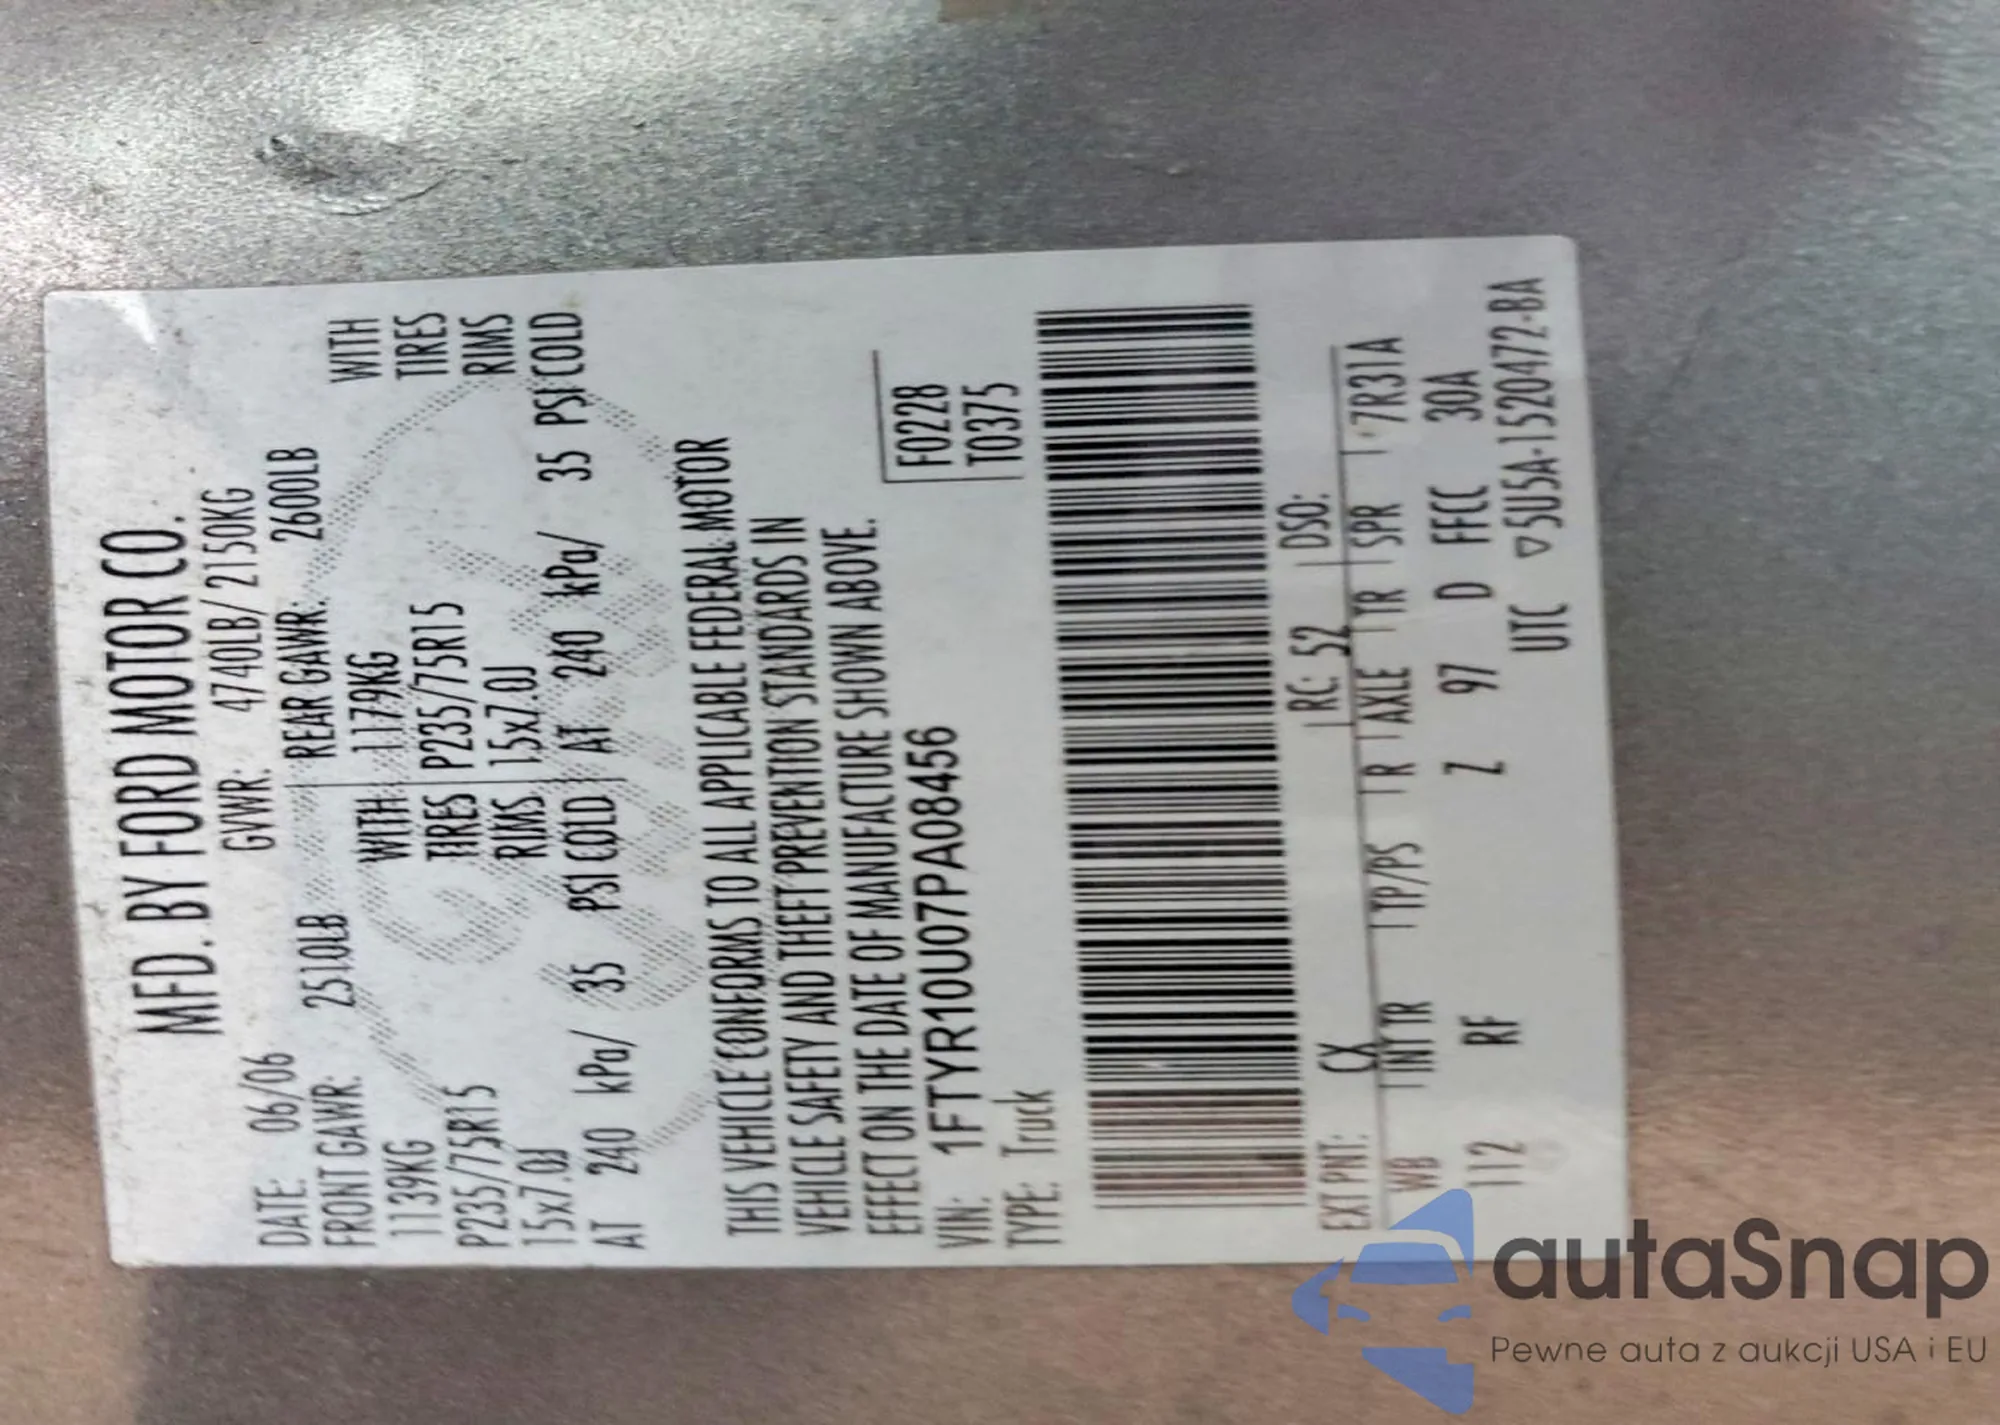 MFD. BY FORD MOTOR CO.
DATE: 06/06 GVWR: 4740LB/2150KG
FRONT GAWR: 2510LB REAR GAWR: 2600LB
1139KG WITH 1179KG WITH
P235/75R15 TIRES P235/75R15 TIRES
15x7.0J RIMS 15x7.0J RIMS
AT 240 kPa/ 35 PSI COLD AT 240 kPa/ 35 PSI COLD
THIS VEHICLE CONFORMS TO ALL APPLICABLE FEDERAL MOTOR
VEHICLE SAFETY AND THEFT PREVENTION STANDARDS IN
EFFECT ON THE DATE OF MANUFACTURE SHOWN ABOVE.
VIN: 1FTYR10U07PA08456 F0228
TYPE: Truck T0375
EXT PNT: CX RC: 52 DSO:
WB INT TR TP/PS R AXLE TR SPR 7R31A
112 RF Z 97 D FFCC 30A
UTC ▽5U5A-1520472-BA
autaSnap
Pewne auta z aukcji USA i EU